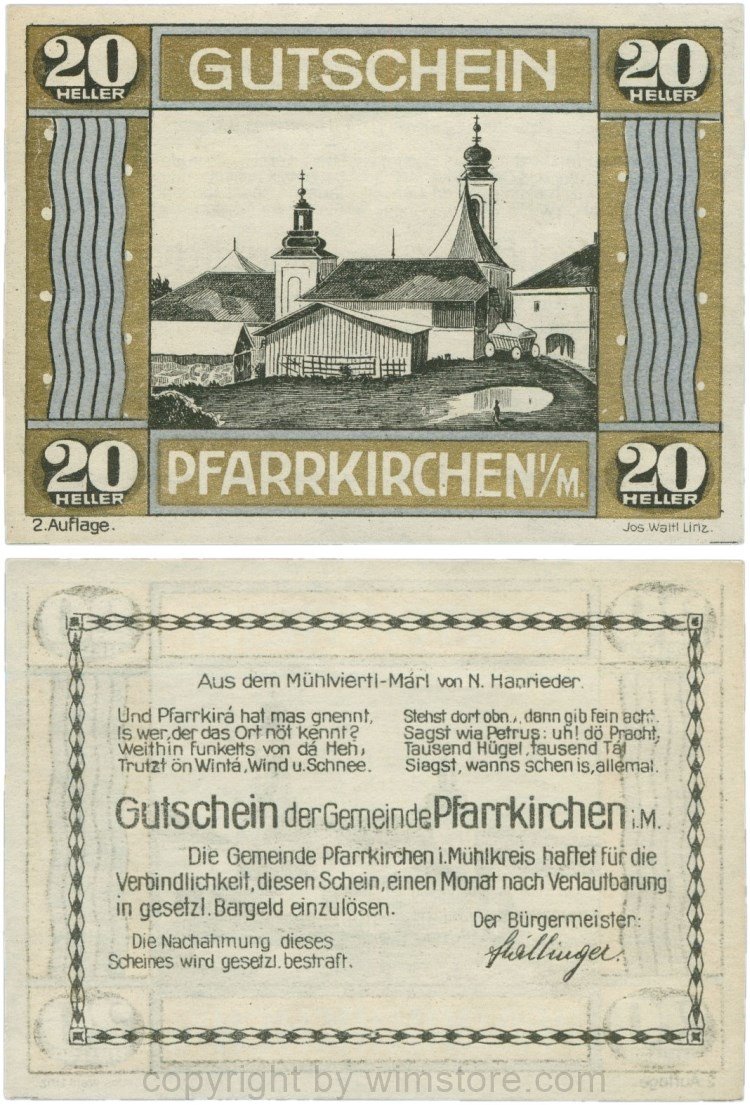 20 HELLER
GUTSCHEIN
20 HELLER
20 HELLER
PFARRKIRCHEN i/M.
20 HELLER
2.Auflage.
Jos. Waltl Linz.
Aus dem Mühlviertl-Márl von N. Hanrieder.
Und Pfarrkirá hat mas gnennt,
Is wer, der das Ort nöt kennt?
Weithin funkelts von dá Heh,
Trutzt ön Wintá, Wind u. Schnee.
Stehst dort obn., dann gib fein acht.
Sagst wia Petrus: uh! dö Pracht,
Tausend Hügel, tausend Tál
Siagst, wanns schen is, allemal.
Gutschein der Gemeinde Pfarrkirchen i.M.
Die Gemeinde Pfarrkirchen i. Mühlkreis haftet für die
Verbindlichkeit, diesen Schein, einen Monat nach Verlautbarung
in gesetzl. Bargeld einzulösen.
Der Bürgermeister:
Die Nachahmung dieses
Scheines wird gesetzl. bestraft.
copyright by wimstore.com